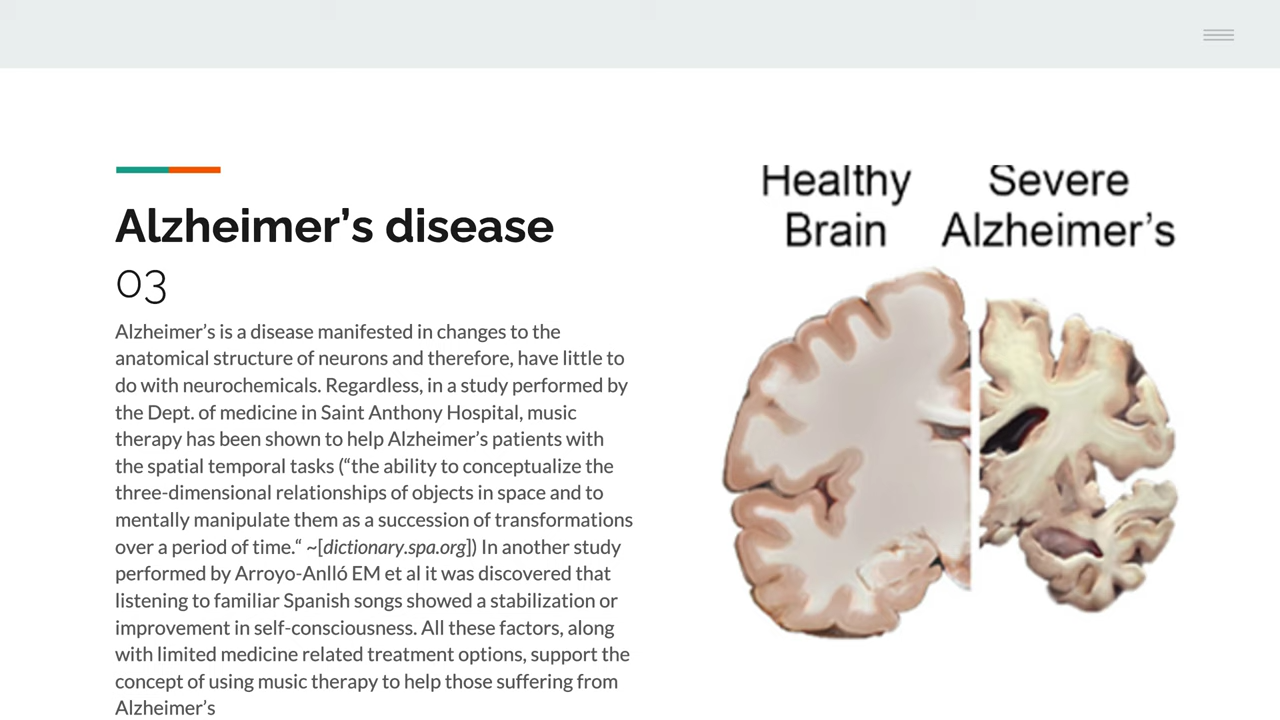 Alzheimer’s disease
03
Alzheimer’s is a disease manifested in changes to the
anatomical structure of neurons and therefore, have little to
do with neurochemicals. Regardless, in a study performed by
the Dept. of medicine in Saint Anthony Hospital, music
therapy has been shown to help Alzheimer’s patients with
the spatial temporal tasks (“the ability to conceptualize the
three-dimensional relationships of objects in space and to
mentally manipulate them as a succession of transformations
over a period of time.“ ~[dictionary.spa.org]) In another study
performed by Arroyo-Anlló EM et al it was discovered that
listening to familiar Spanish songs showed a stabilization or
improvement in self-consciousness. All these factors, along
with limited medicine related treatment options, support the
concept of using music therapy to help those suffering from
Alzheimer’s
Healthy
Brain
Severe
Alzheimer’s